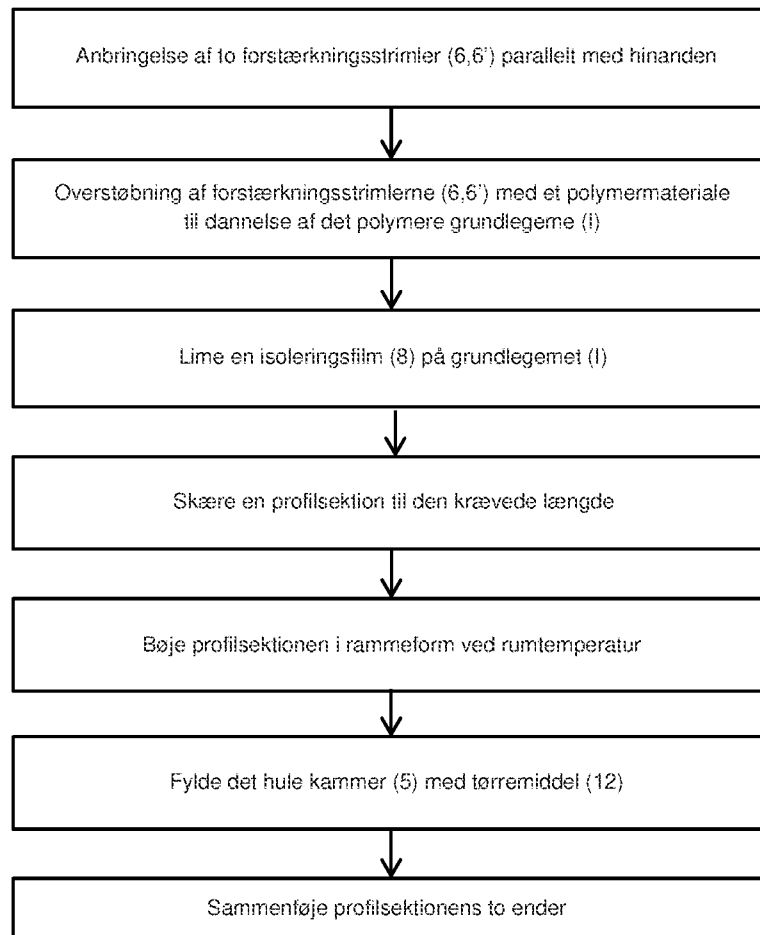 Anbringelse af to forstærkningsstrimler (6,6') parallelt med hinanden
Overstøbning af forstærkningsstrimlerne (6,6') med et polymermateriale
til dannelse af det polymere grundlegeme (I)
Lime en isoleringsfilm (8) på grundlegemet (I)
Skære en profilsektion til den krævede længde
Bøje profilsektionen i rammeform ved rumtemperatur
Fylde det hule kammer (5) med tørremiddel (12)
Sammenføje profilsektionens to ender